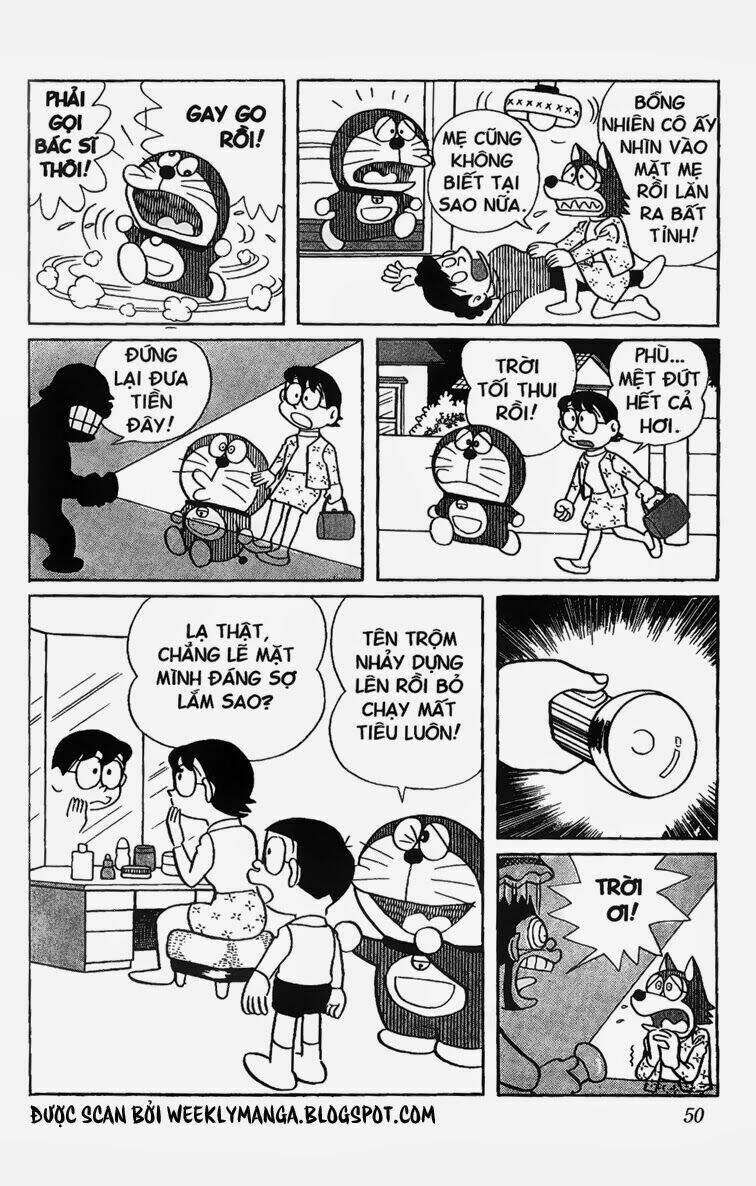 PHẢI
GỌI
BÁC SĨ
THÔI!
GAY GO
RỒI!
MẸ CŨNG
KHÔNG
BIẾT TẠI
SAO NỮA.
BỖNG
NHIÊN CÔ ẤY
NHÌN VÀO
MẶT MẸ
RỒI LĂN
RA BẤT
TỈNH!
ĐỨNG
LẠI ĐƯA
TIỀN
ĐÂY!
TRỜI
TỐI THUI
RỒI!
PHÙ...
MỆT ĐỨT
HẾT CẢ
HƠI.
LẠ THẬT,
CHẲNG LẼ MẶT
MÌNH ĐÁNG SỢ
LẮM SAO?
TÊN TRỘM
NHẢY DỰNG
LÊN RỒI BỎ
CHẠY MẤT
TIÊU LUÔN!
TRỜI
ƠI!
ĐƯỢC SCAN BỞI WEEKLYMANGA.BLOGSPOT.COM
50